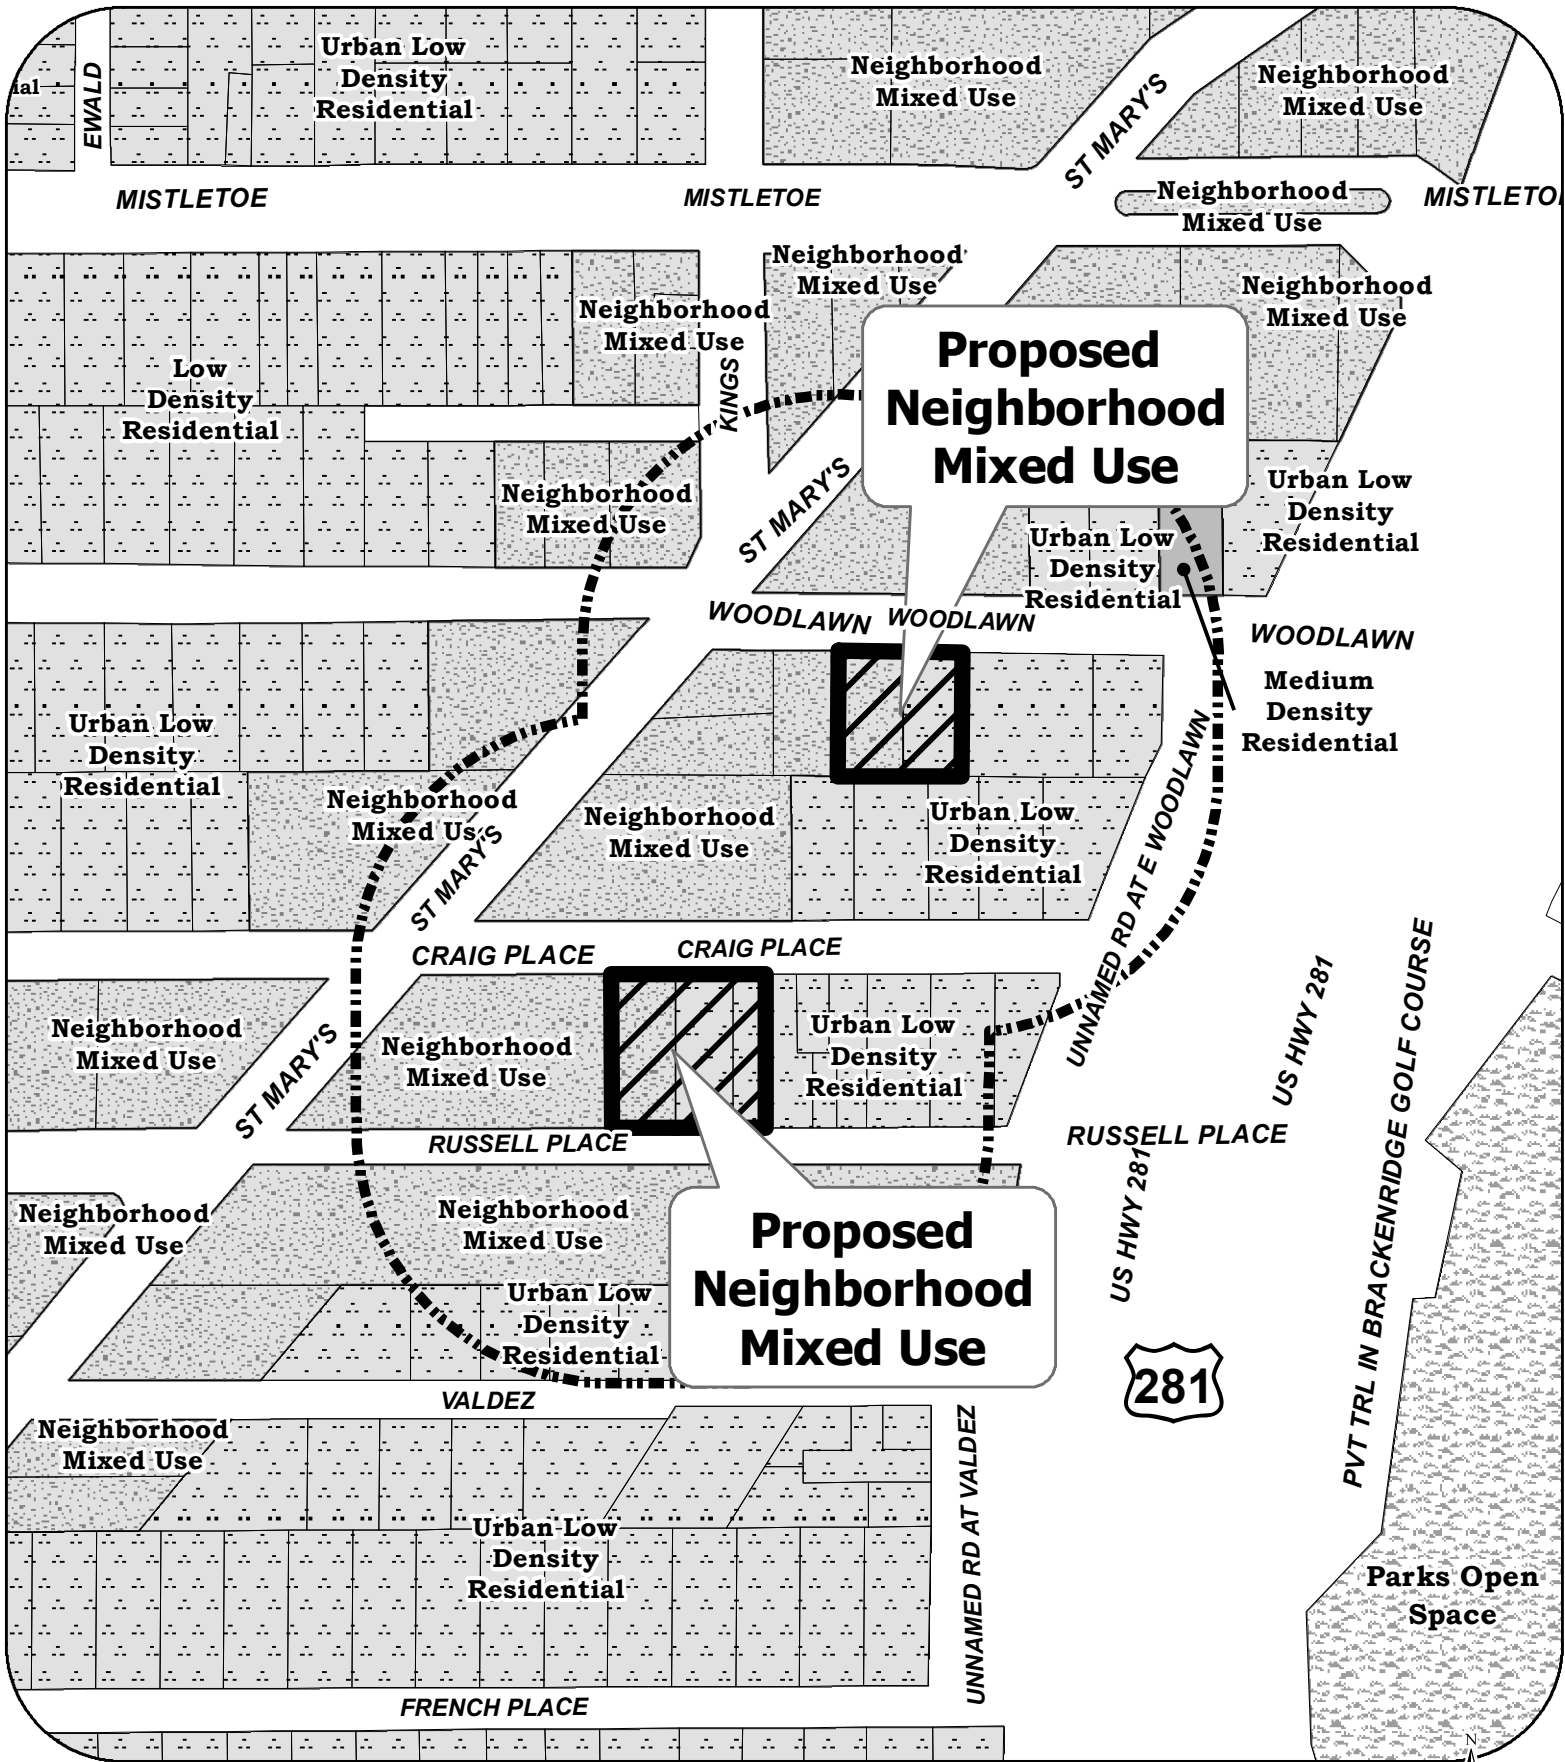 Urban Low
Density
Residential
Neighborhood
Mixed Use
Neighborhood
Mixed Use
ial
EWALD
ST MARY'S
MISTLETOE
MISTLETOE
Neighborhood
Mixed Use
MISTLETO
Neighborhood
Mixed Use
Neighborhood
Mixed Use
Neighborhood
Mixed Use
Low
Density
Residential
KINGS
Proposed
Neighborhood
Mixed Use
Neighborhood
Mixed Use
ST MARY'S
Urban Low
Density
Residential
Urban Low
Density
Residential
WOODLAWN
WOODLAWN
WOODLAWN
Medium
Density
Residential
Urban Low
Density
Residential
Neighborhood
Mixed Us
ST MARY'S
Neighborhood
Mixed Use
Urban Low
Density
Residential
UNNAMED RD AT E WOODLAWN
CRAIG PLACE
CRAIG PLACE
Neighborhood
Mixed Use
ST MARY'S
Neighborhood
Mixed Use
Urban Low
Density
Residential
US HWY 281
PVT TRL IN BRACKENRIDGE GOLF COURSE
RUSSELL PLACE
RUSSELL PLACE
US HWY 281
Neighborhood
Mixed Use
Neighborhood
Mixed Use
Proposed
Neighborhood
Mixed Use
Urban Low
Density
Residential
281
VALDEZ
Neighborhood
Mixed Use
UNNAMED RD AT VALDEZ
Urban Low
Density
Residential
Parks Open
Space
FRENCH PLACE
N